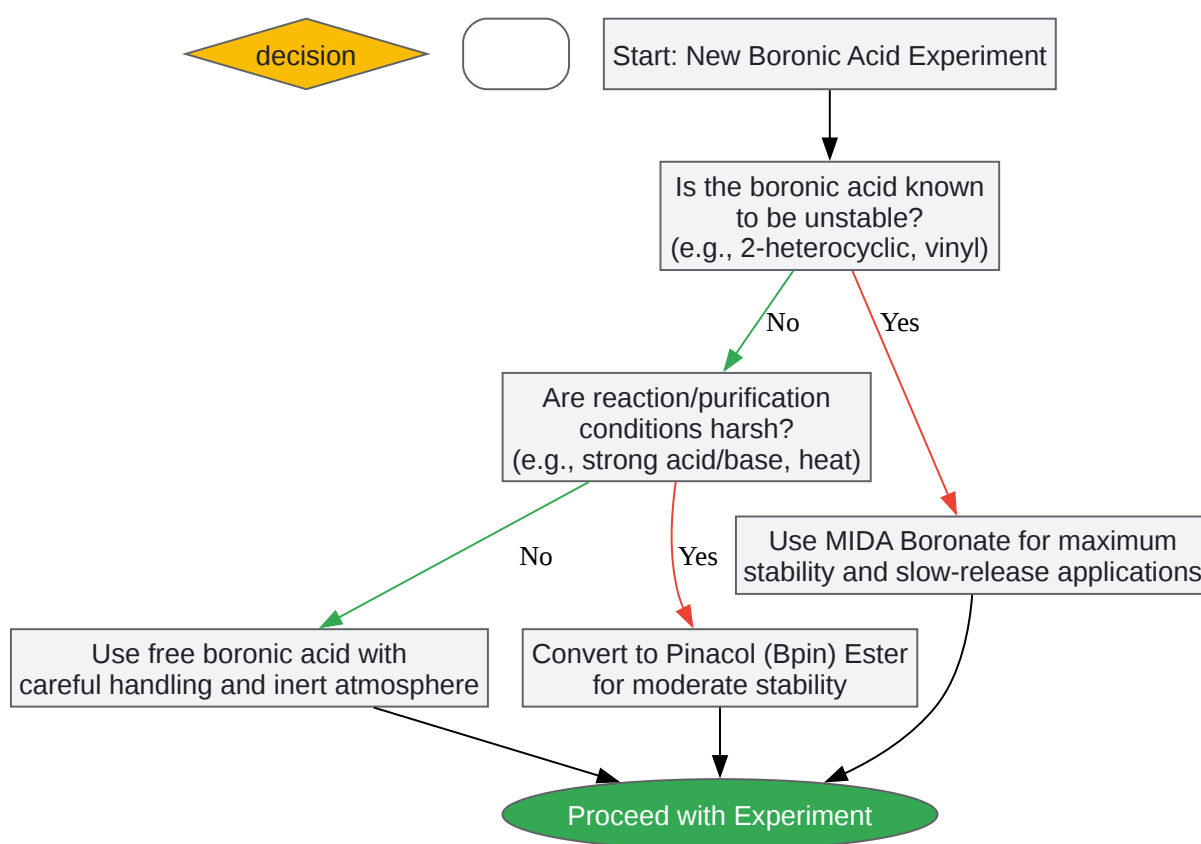 decision
Start: New Boronic Acid Experiment
Is the boronic acid known
to be unstable?
(e.g., 2-heterocyclic, vinyl)
No
Yes
Are reaction/purification
conditions harsh?
(e.g., strong acid/base, heat)
No
Yes
Use MIDA Boronate for maximum
stability and slow-release applications
Use free boronic acid with
careful handling and inert atmosphere
Convert to Pinacol (Bpin) Ester
for moderate stability
Proceed with Experiment